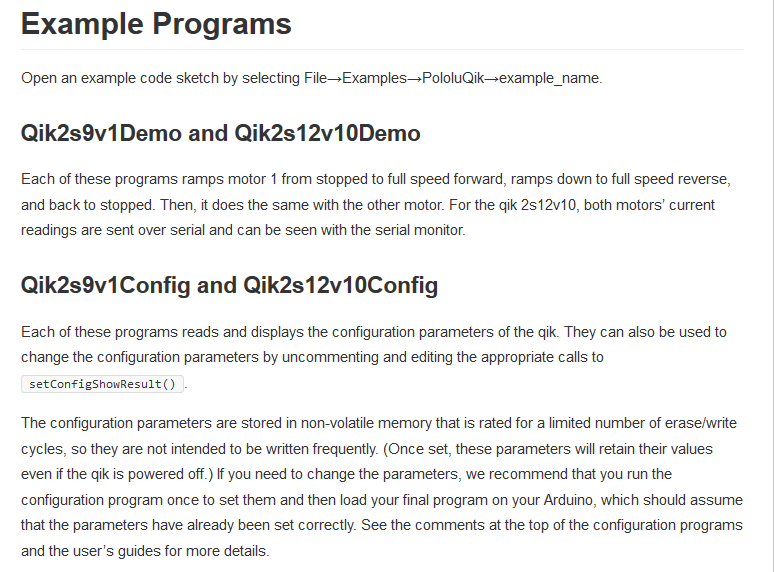 Example Programs
Open an example code sketch by selecting File→Examples→PololuQik→example_name.
Qik2s9v1Demo and Qik2s12v10Demo
Each of these programs ramps motor 1 from stopped to full speed forward, ramps down to full speed reverse,
and back to stopped. Then, it does the same with the other motor. For the qik 2s12v10, both motors’ current
readings are sent over serial and can be seen with the serial monitor.
Qik2s9v1Config and Qik2s12v10Config
Each of these programs reads and displays the configuration parameters of the qik. They can also be used to
change the configuration parameters by uncommenting and editing the appropriate calls to
setConfigShowResult() .
The configuration parameters are stored in non-volatile memory that is rated for a limited number of erase/write
cycles, so they are not intended to be written frequently. (Once set, these parameters will retain their values
even if the qik is powered off.) If you need to change the parameters, we recommend that you run the
configuration program once to set them and then load your final program on your Arduino, which should assume
that the parameters have already been set correctly. See the comments at the top of the configuration programs
and the user’s guides for more details.